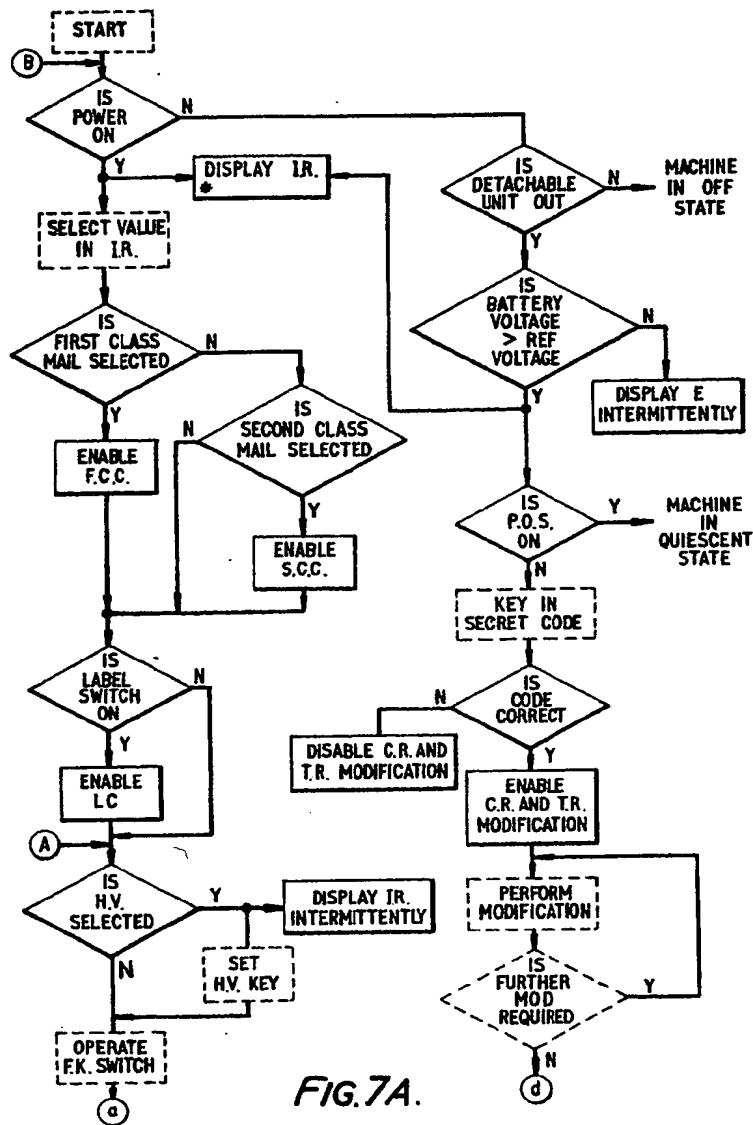 START
B
IS
POWER
ON
N
Y
DISPLAY I.R.
*
IS
DETACHABLE
UNIT OUT
N
MACHINE
IN OFF
STATE
Y
SELECT VALUE
IN I.R.
IS
BATTERY
VOLTAGE
> REF
VOLTAGE
N
Y
DISPLAY E
INTERMITTENTLY
IS
FIRST CLASS
MAIL SELECTED
N
Y
IS
SECOND CLASS
MAIL SELECTED
N
Y
ENABLE
F.C.C.
ENABLE
S.C.C.
IS
P.O.S.
ON
Y
MACHINE
IN
QUIESCENT
STATE
N
KEY IN
SECRET CODE
IS
LABEL
SWITCH
ON
N
Y
IS
CODE
CORRECT
N
Y
DISABLE C.R. AND
T.R. MODIFICATION
ENABLE
LC
ENABLE
C.R. AND T.R.
MODIFICATION
A
IS
H.V.
SELECTED
Y
N
DISPLAY IR.
INTERMITTENTLY
PERFORM
MODIFICATION
SET
H.V. KEY
IS
FURTHER
MOD
REQUIRED
Y
N
OPERATE
F.K. SWITCH
a
d
FIG. 7A.